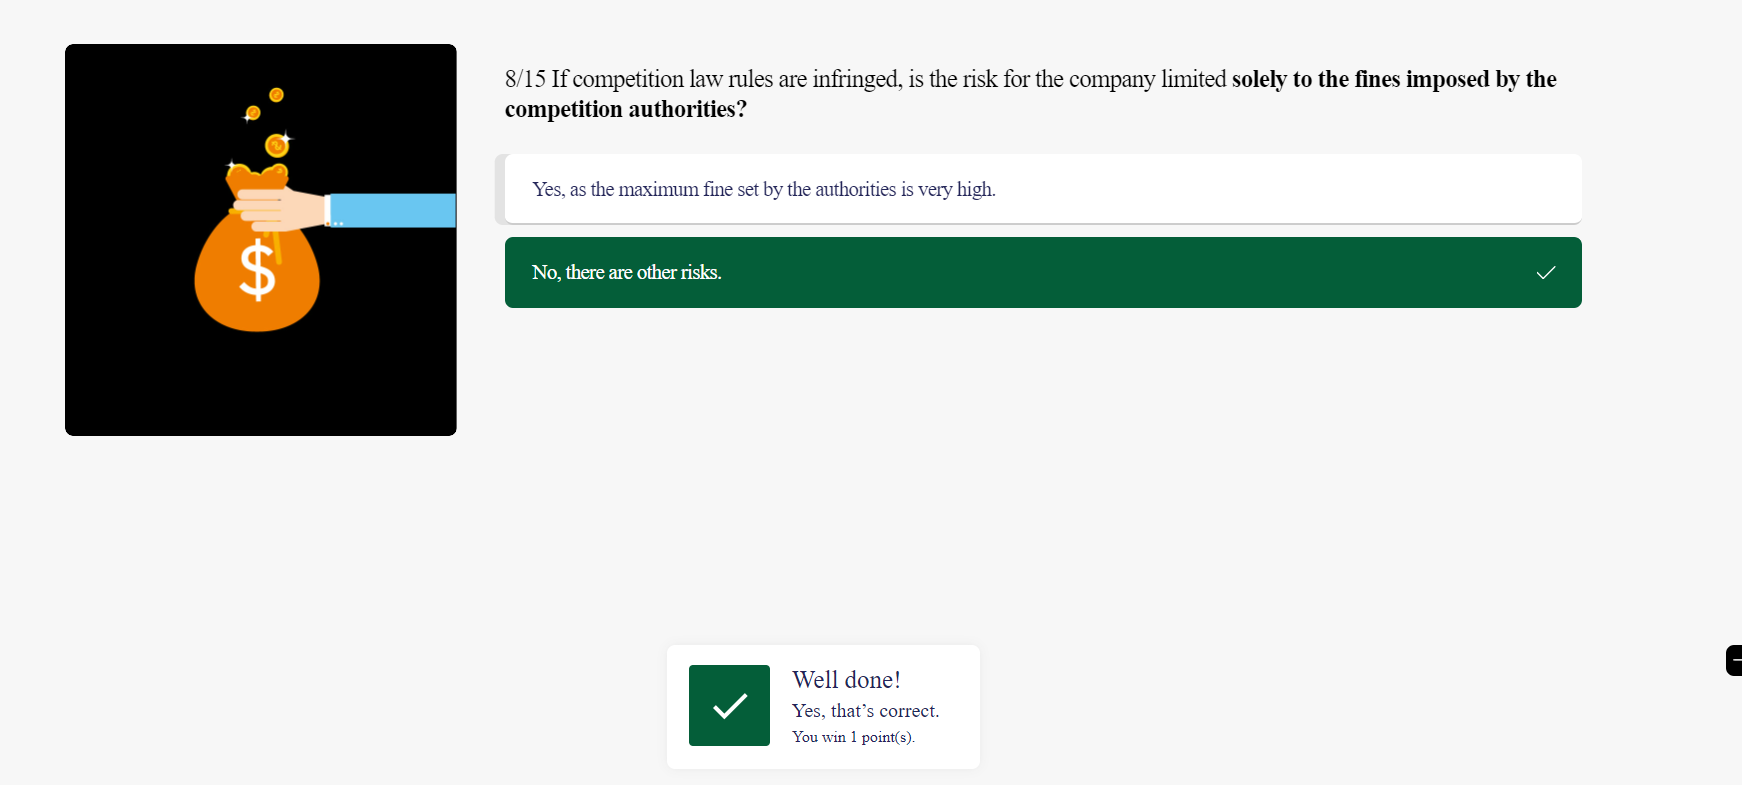 8/15 If competition law rules are infringed, is the risk for the company limited solely to the fines imposed by the
competition authorities?
Yes, as the maximum fine set by the authorities is very high.
No, there are other risks.
$
Well done!
Yes, that’s correct.
You win 1 point(s).